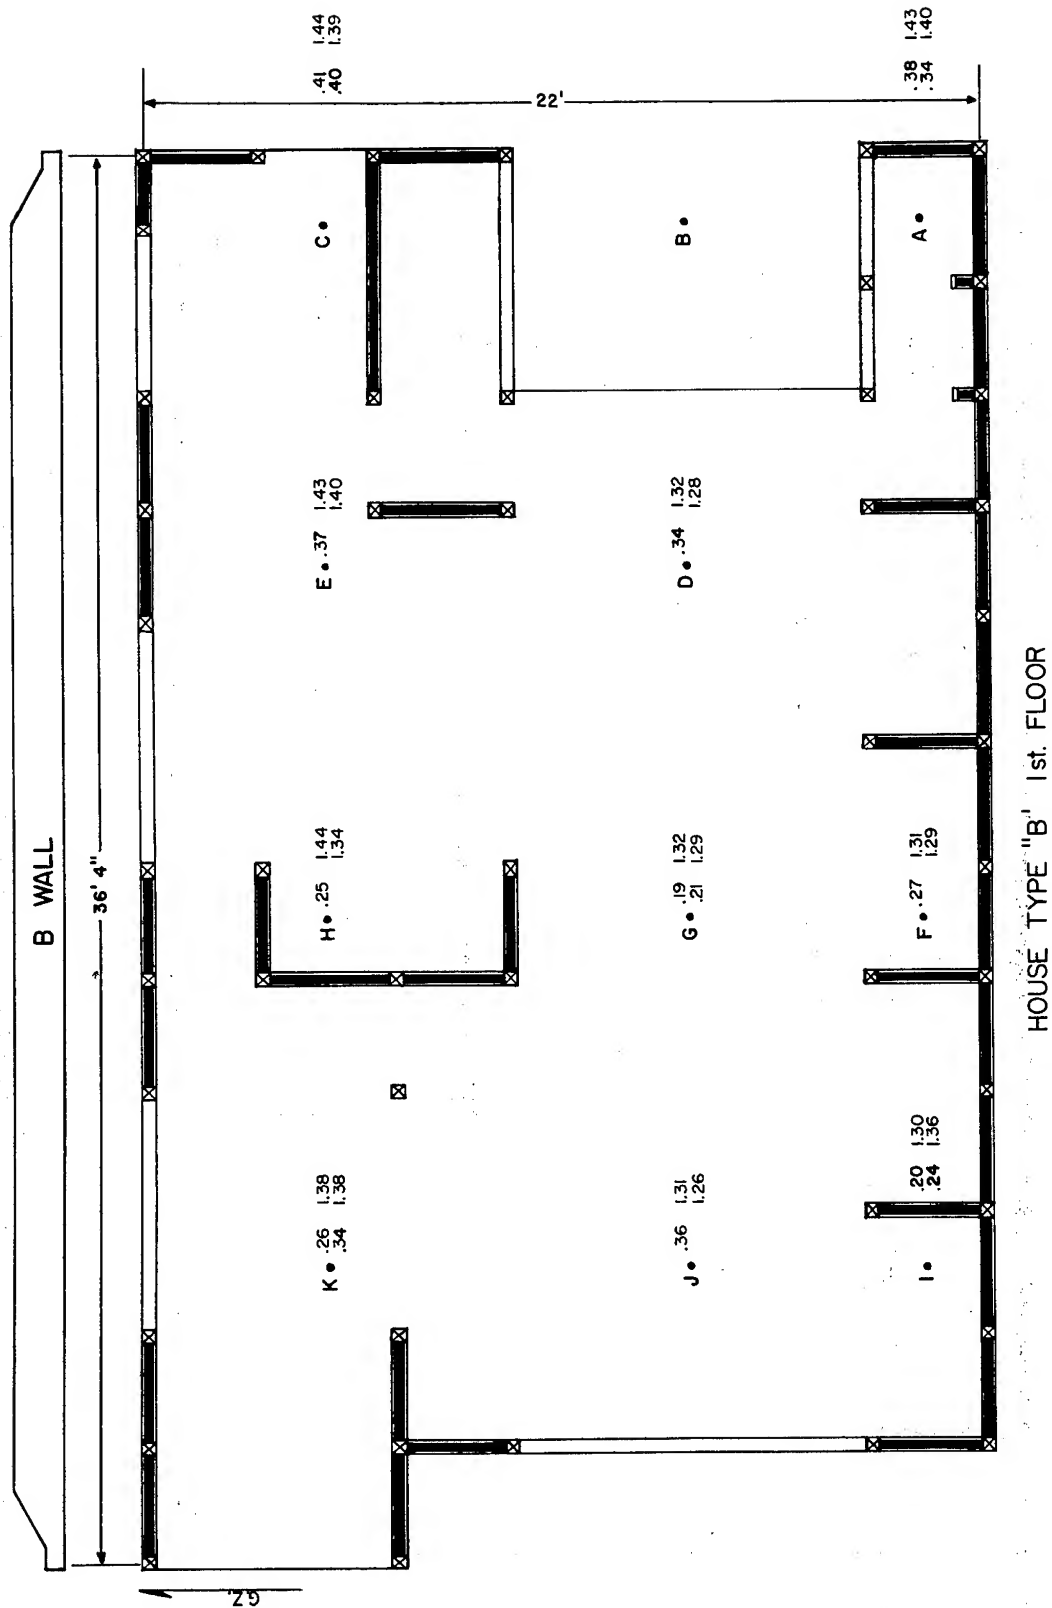 B WALL
36' 4"
G.Z.
K .26 1.38
.34 1.38
H .25 1.44
1.34
E .37 1.43
1.40
C
.41 1.44
.40 1.39
22'
J .36 1.31
1.26
G .19 1.32
.21 1.29
D .34 1.32
1.28
B
I
.20 1.30
.24 1.36
F .27 1.31
1.29
A
.38 1.43
.34 1.40
HOUSE TYPE "B" 1st. FLOOR